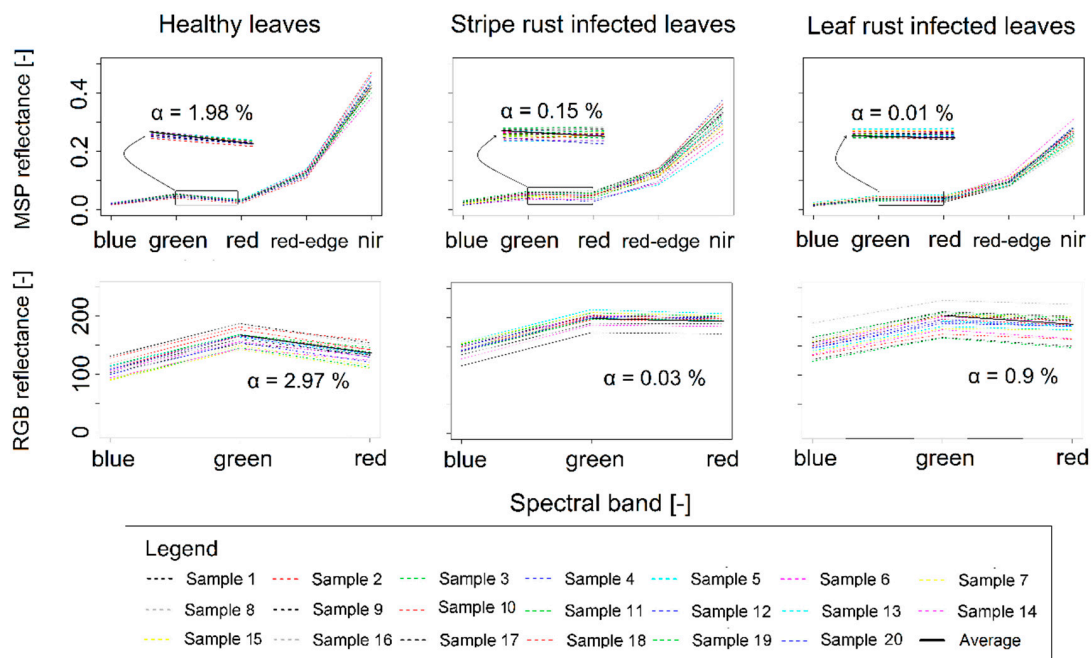 Healthy leaves Stripe rust infected leaves Leaf rust infected leaves
MSP reflectance [-]
0.4
0.2
0.0
α = 1.98 % α = 0.15 % α = 0.01 %
blue green red red-edge nir blue green red red-edge nir blue green red red-edge nir
RGB reflectance [-]
200
100
0
α = 2.97 % α = 0.03 % α = 0.9 %
blue green red blue green red blue green red
Spectral band [-]
Legend
Sample 1 Sample 2 Sample 3 Sample 4 Sample 5 Sample 6 Sample 7
Sample 8 Sample 9 Sample 10 Sample 11 Sample 12 Sample 13 Sample 14
Sample 15 Sample 16 Sample 17 Sample 18 Sample 19 Sample 20 Average